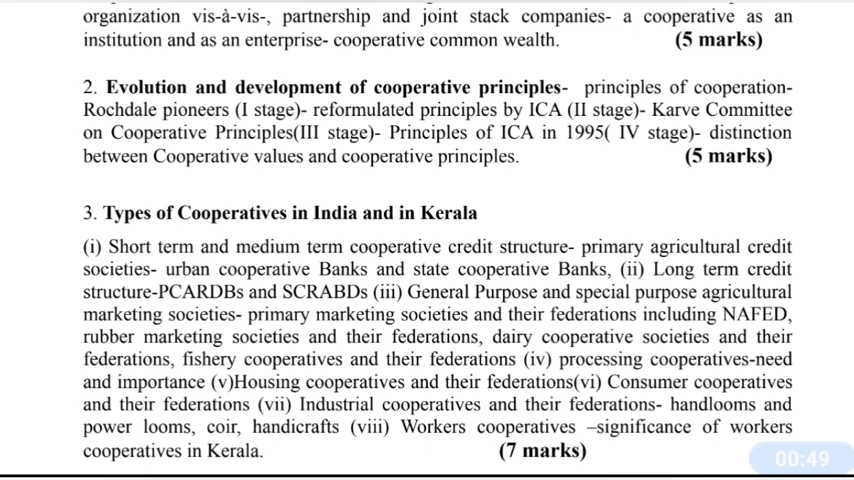 organization vis-à-vis-, partnership and joint stack companies- a cooperative as an
institution and as an enterprise- cooperative common wealth. (5 marks)
2. Evolution and development of cooperative principles- principles of cooperation-
Rochdale pioneers (I stage)- reformulated principles by ICA (II stage)- Karve Committee
on Cooperative Principles(III stage)- Principles of ICA in 1995( IV stage)- distinction
between Cooperative values and cooperative principles. (5 marks)
3. Types of Cooperatives in India and in Kerala
(i) Short term and medium term cooperative credit structure- primary agricultural credit
societies- urban cooperative Banks and state cooperative Banks, (ii) Long term credit
structure-PCARDBs and SCRABDs (iii) General Purpose and special purpose agricultural
marketing societies- primary marketing societies and their federations including NAFED,
rubber marketing societies and their federations, dairy cooperative societies and their
federations, fishery cooperatives and their federations (iv) processing cooperatives-need
and importance (v)Housing cooperatives and their federations(vi) Consumer cooperatives
and their federations (vii) Industrial cooperatives and their federations- handlooms and
power looms, coir, handicrafts (viii) Workers cooperatives –significance of workers
cooperatives in Kerala. (7 marks)
00:49